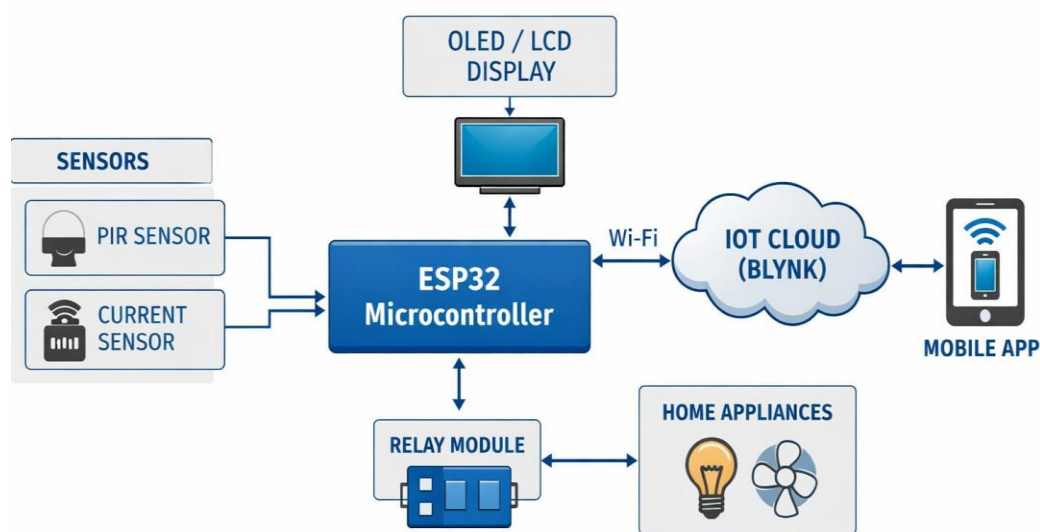 OLED / LCD
DISPLAY
SENSORS
PIR SENSOR
CURRENT
SENSOR
ESP32
Microcontroller
Wi-Fi
IOT CLOUD
(BLYNK)
MOBILE APP
RELAY MODULE
HOME APPLIANCES